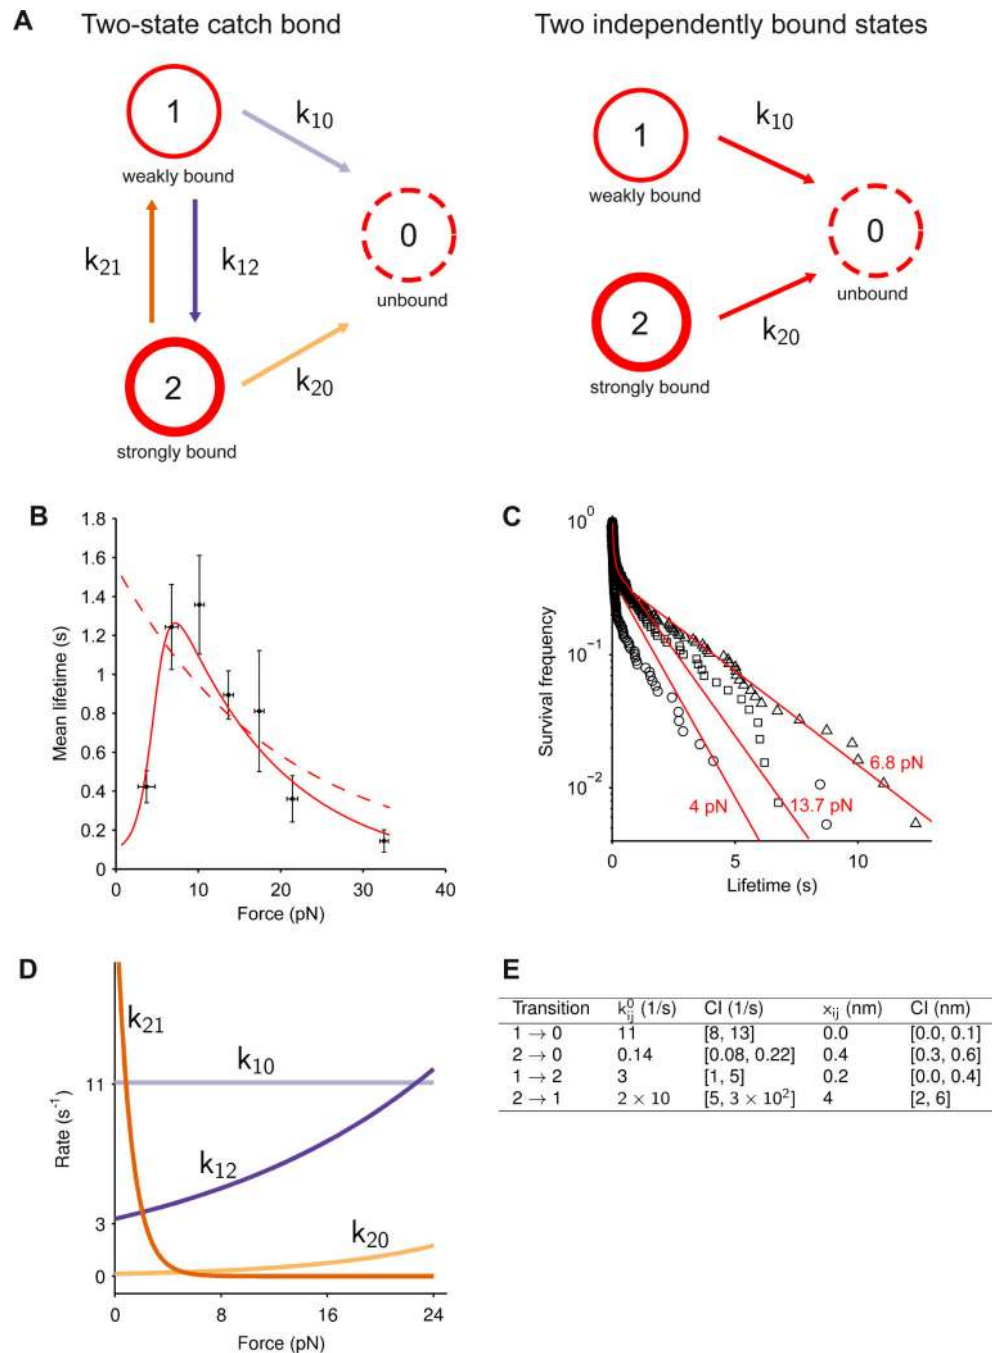 A
Two-state catch bond
Two independently bound states
1
k10
weakly bound
0
unbound
k21
k12
2
k20
strongly bound
1
k10
weakly bound
0
unbound
2
k20
strongly bound
B
Mean lifetime (s)
1.8
1.6
1.4
1.2
1
0.8
0.6
0.4
0.2
0
0 10 20 30 40
Force (pN)
C
Survival frequency
10^0
10^-1
10^-2
6.8 pN
13.7 pN
4 pN
0 5 10
Lifetime (s)
D
Rate (s^-1)
11
3
0
k21
k10
k12
k20
0 8 16 24
Force (pN)
E
Transition k^0_ij (1/s) CI (1/s) x_ij (nm) CI (nm)
1 → 0 11 [8, 13] 0.0 [0.0, 0.1]
2 → 0 0.14 [0.08, 0.22] 0.4 [0.3, 0.6]
1 → 2 3 [1, 5] 0.2 [0.0, 0.4]
2 → 1 2 × 10 [5, 3 × 10^2] 4 [2, 6]